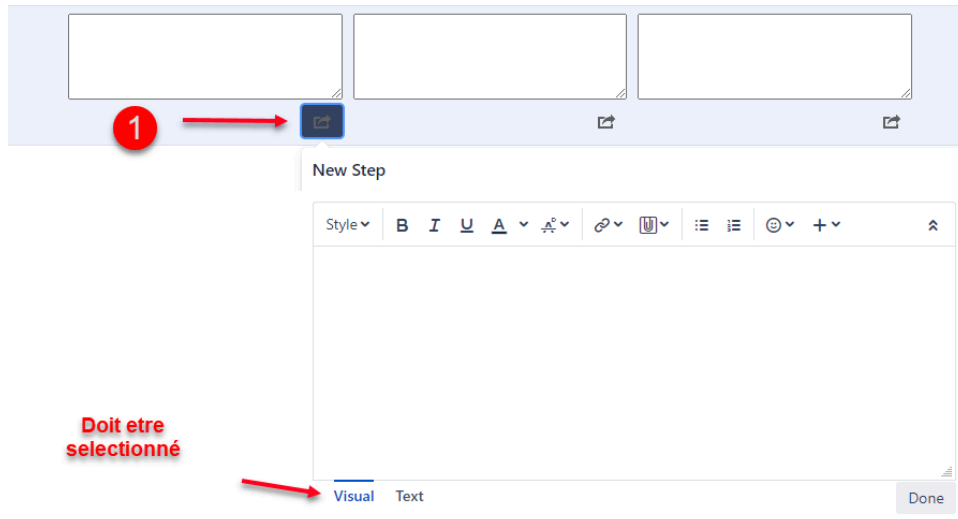 1
New Step
Style B I U A
Doit etre
selectionné
Visual Text
Done